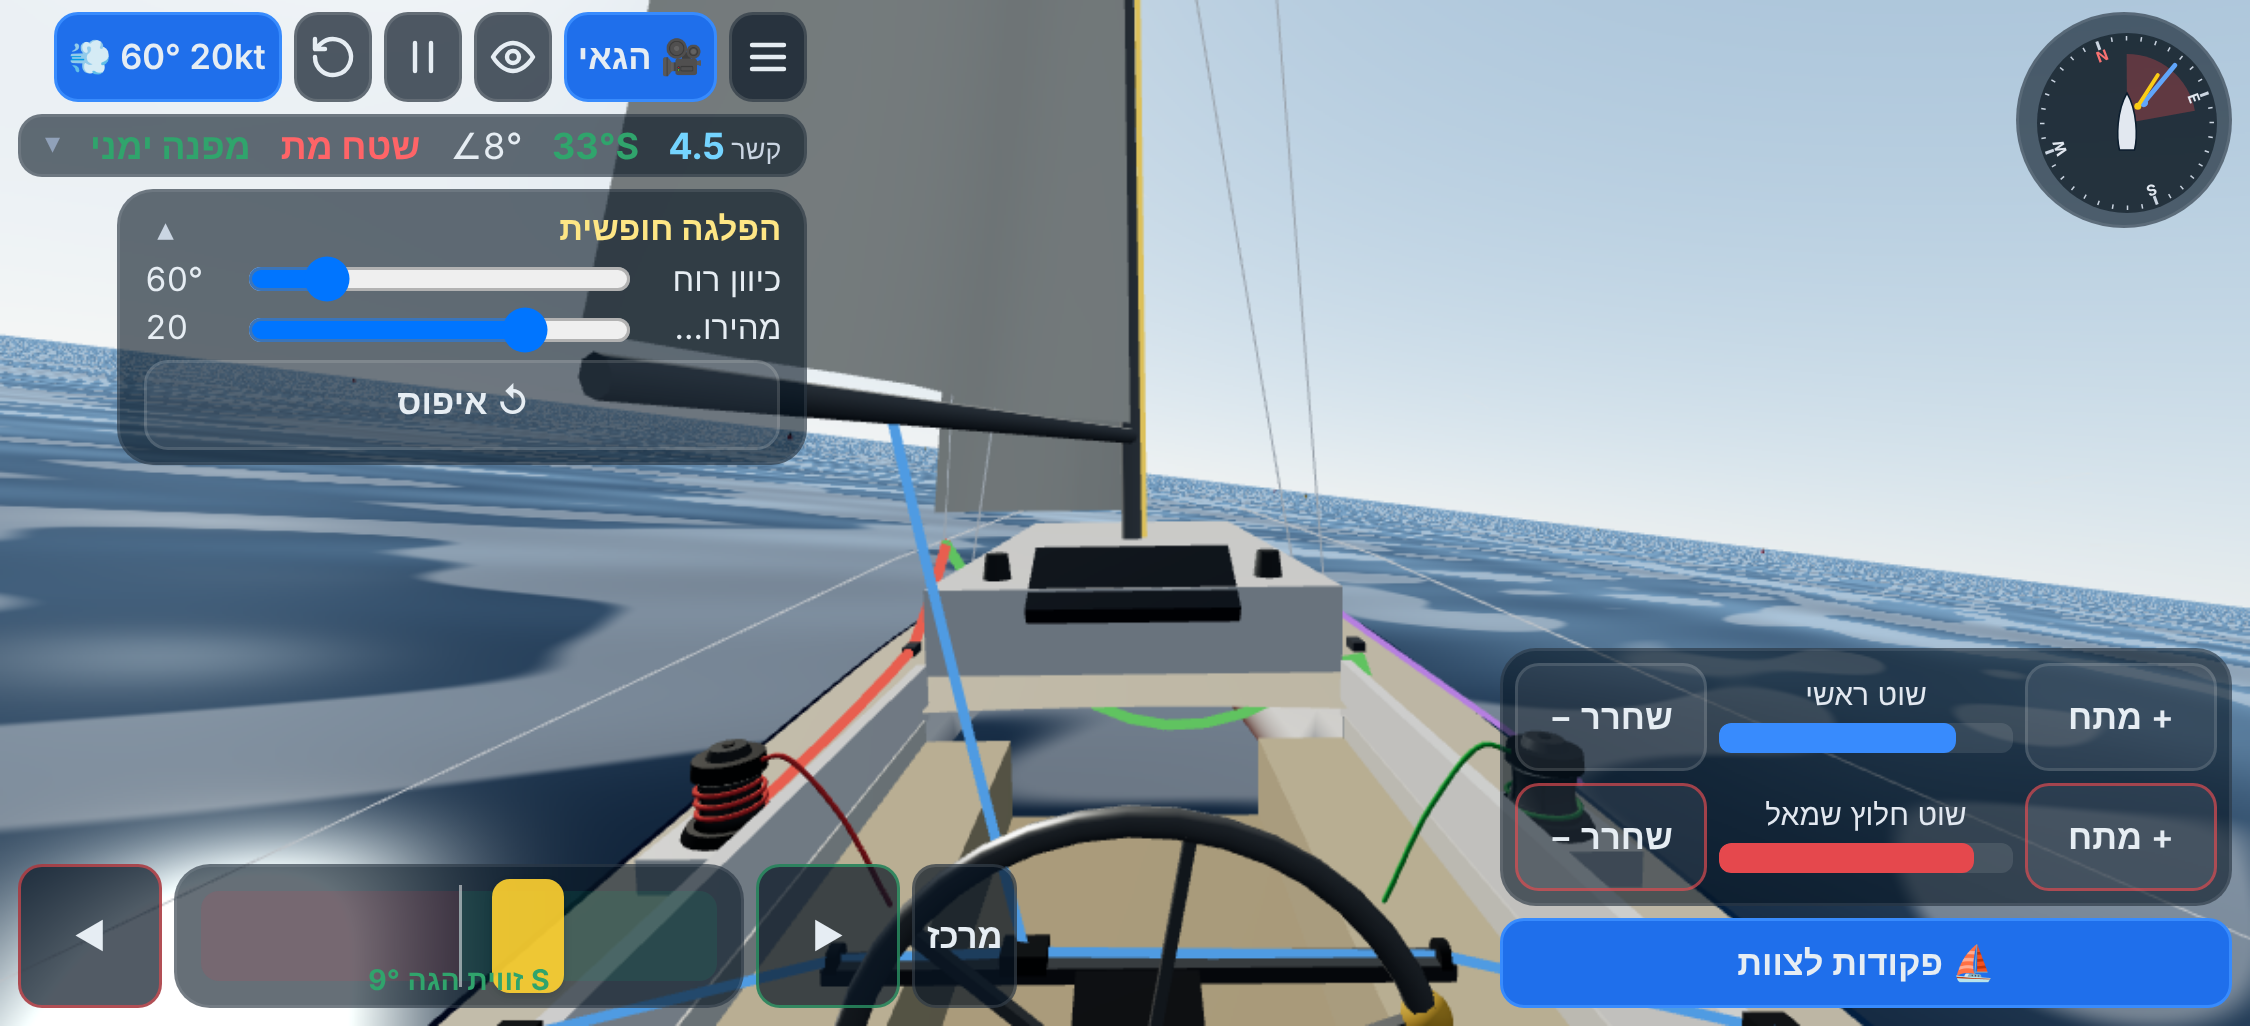 💨 60° 20kt
🎥 הגאי
קשר 4.5 33°S ∠8° שטח מת מפנה ימני ▼
הפלגה חופשית ▲
כיוון רוח 60°
מהירו... 20
↺ איפוס
N
E
S
W
+ מתח שוט ראשי שחרר −
+ מתח שוט חלוץ שמאל שחרר −
◀ ▶ מרכז
S זווית הגה 9°
⛵ פקודות לצוות